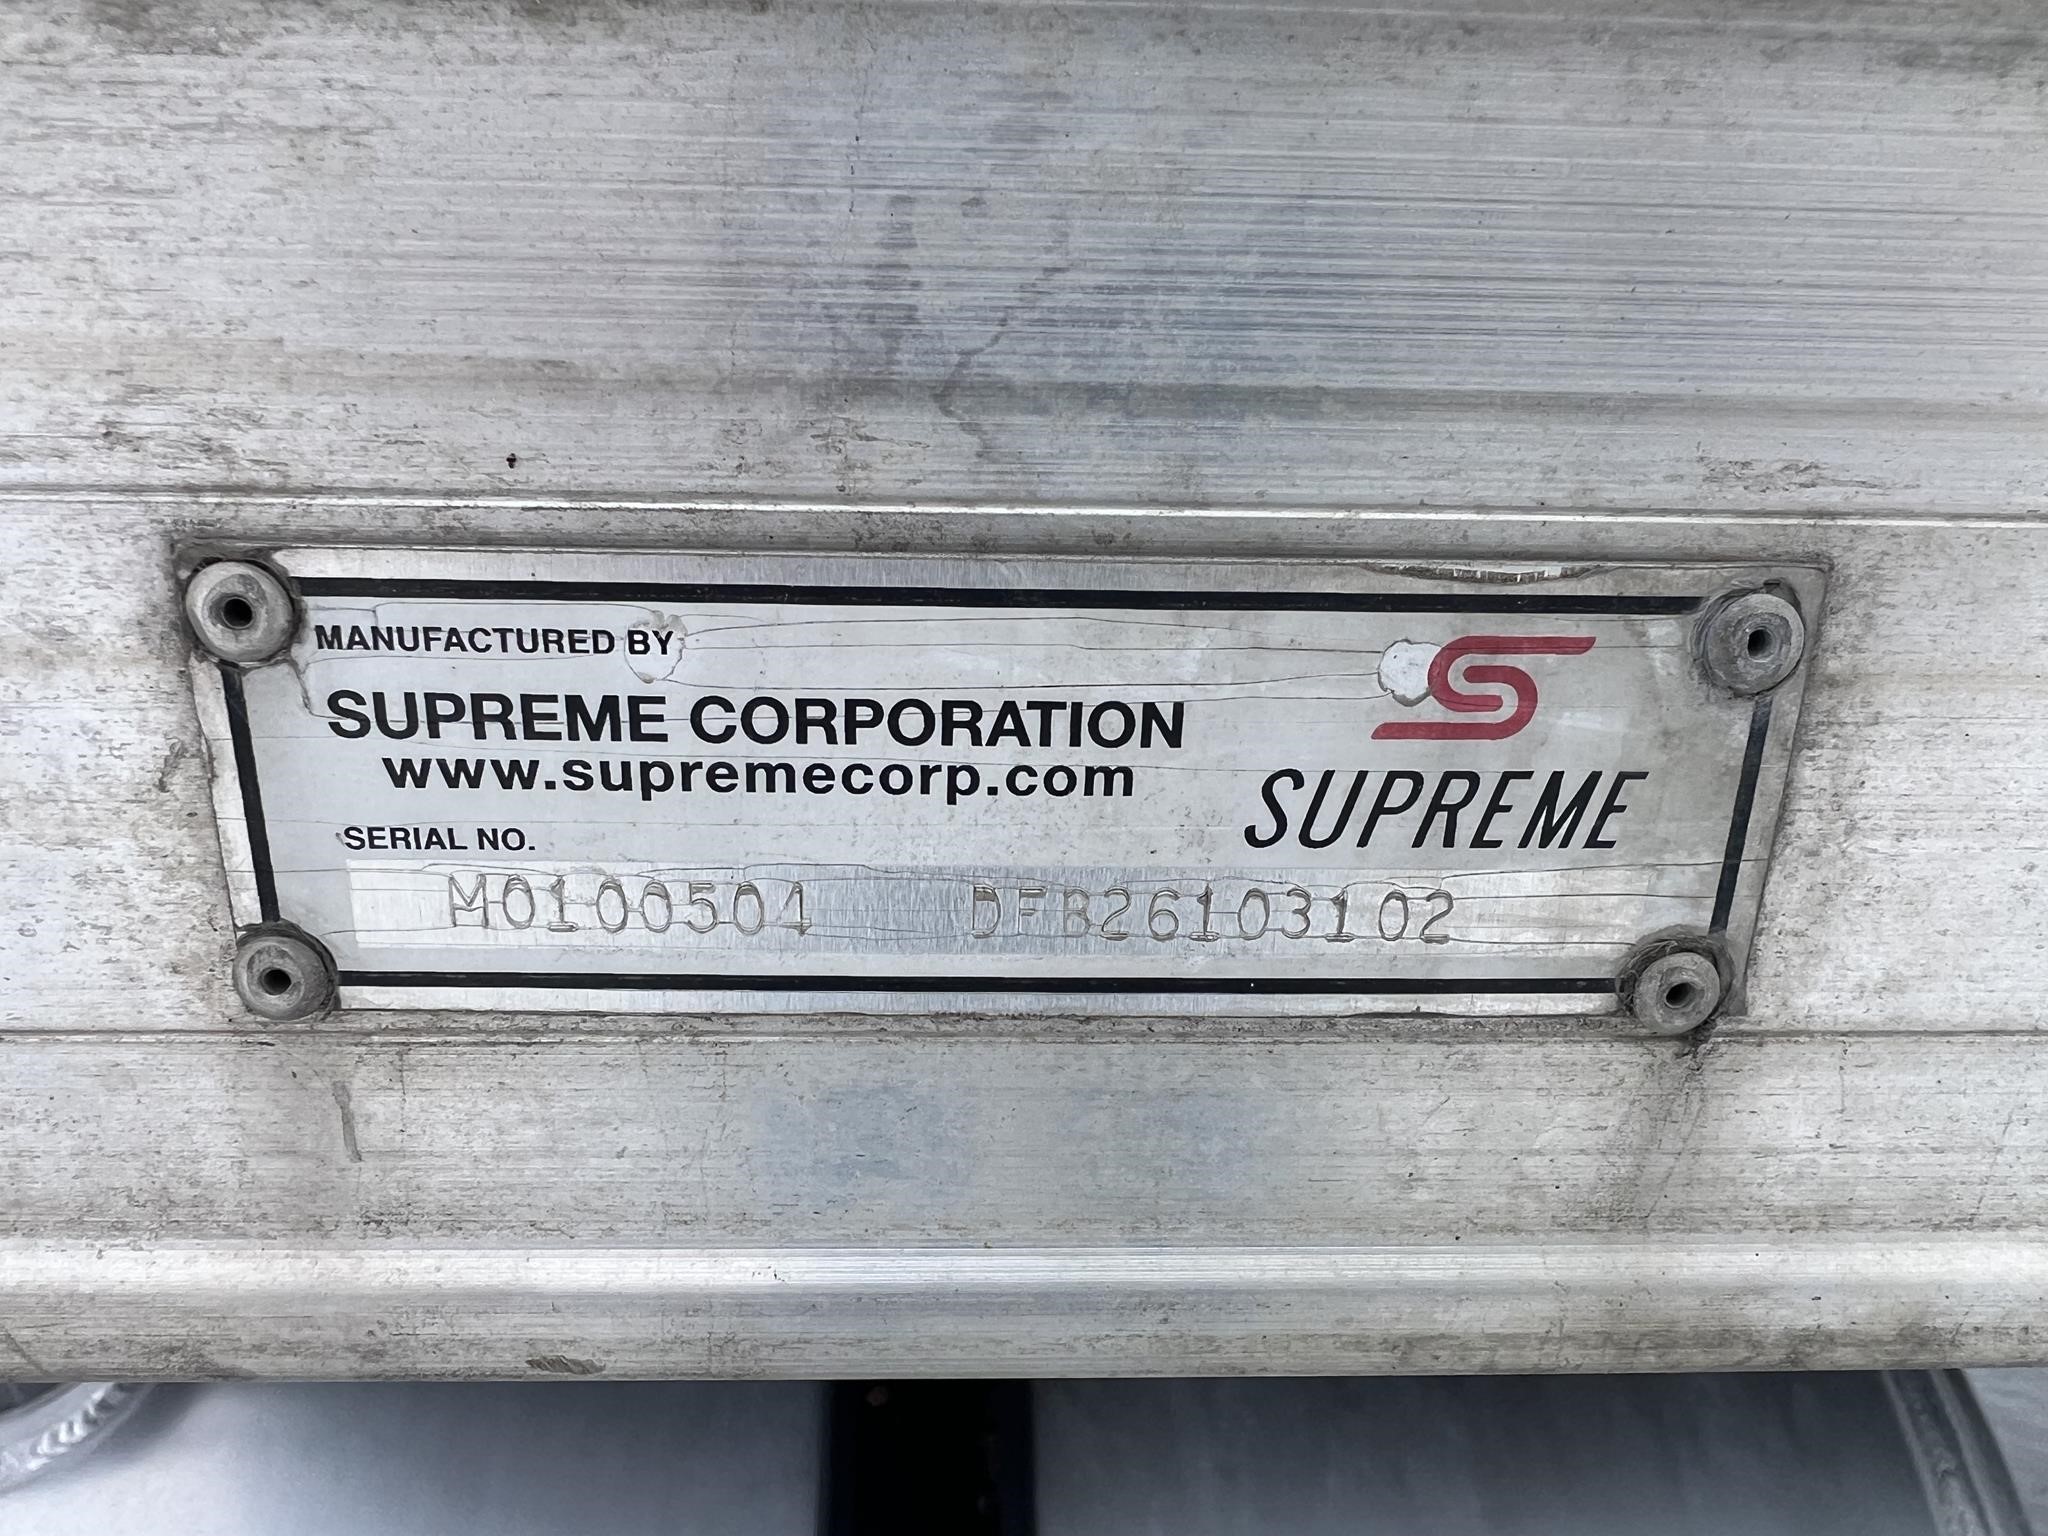 MANUFACTURED BY
SUPREME CORPORATION
www.supremecorp.com
SUPREME
SERIAL NO.
M0100504 DFB26103102